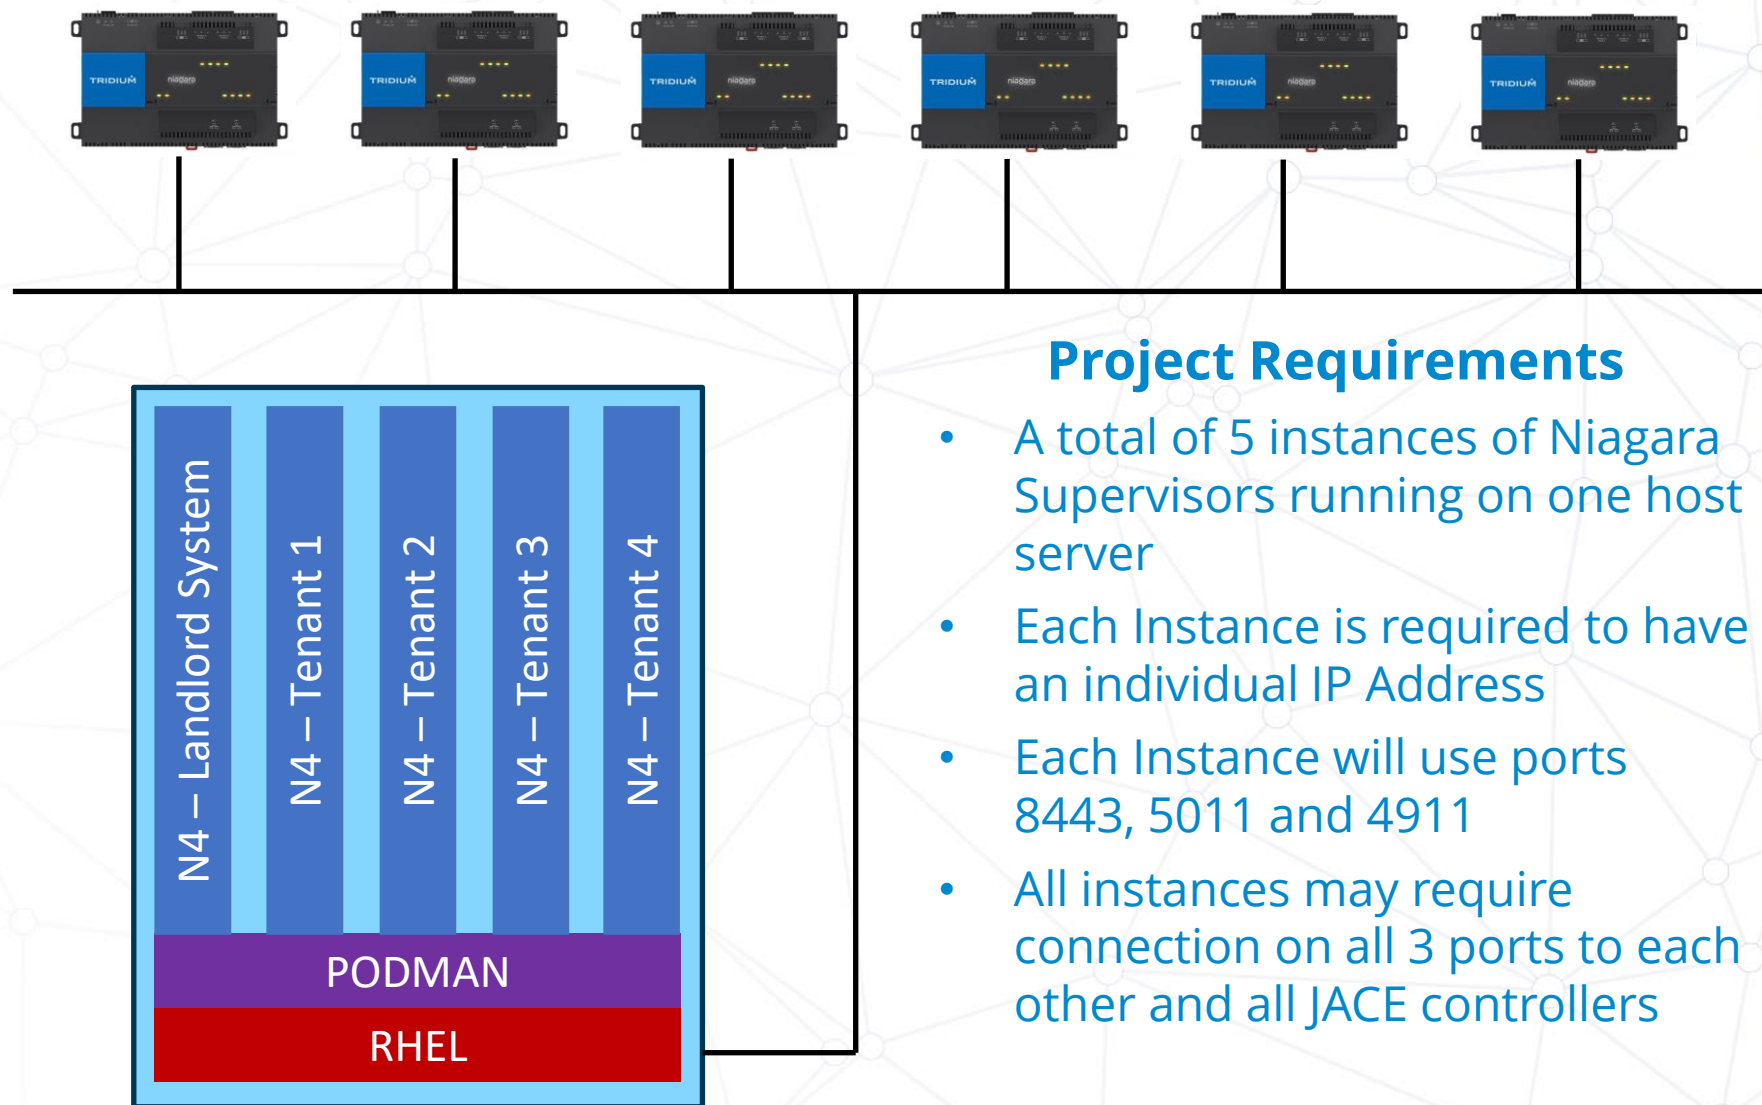 TRIDIUM niagara
TRIDIUM niagara
TRIDIUM niagara
TRIDIUM niagara
TRIDIUM niagara
TRIDIUM niagara
N4 – Landlord System
N4 – Tenant 1
N4 – Tenant 2
N4 – Tenant 3
N4 – Tenant 4
PODMAN
RHEL
Project Requirements
• A total of 5 instances of Niagara
Supervisors running on one host
server
• Each Instance is required to have
an individual IP Address
• Each Instance will use ports
8443, 5011 and 4911
• All instances may require
connection on all 3 ports to each
other and all JACE controllers